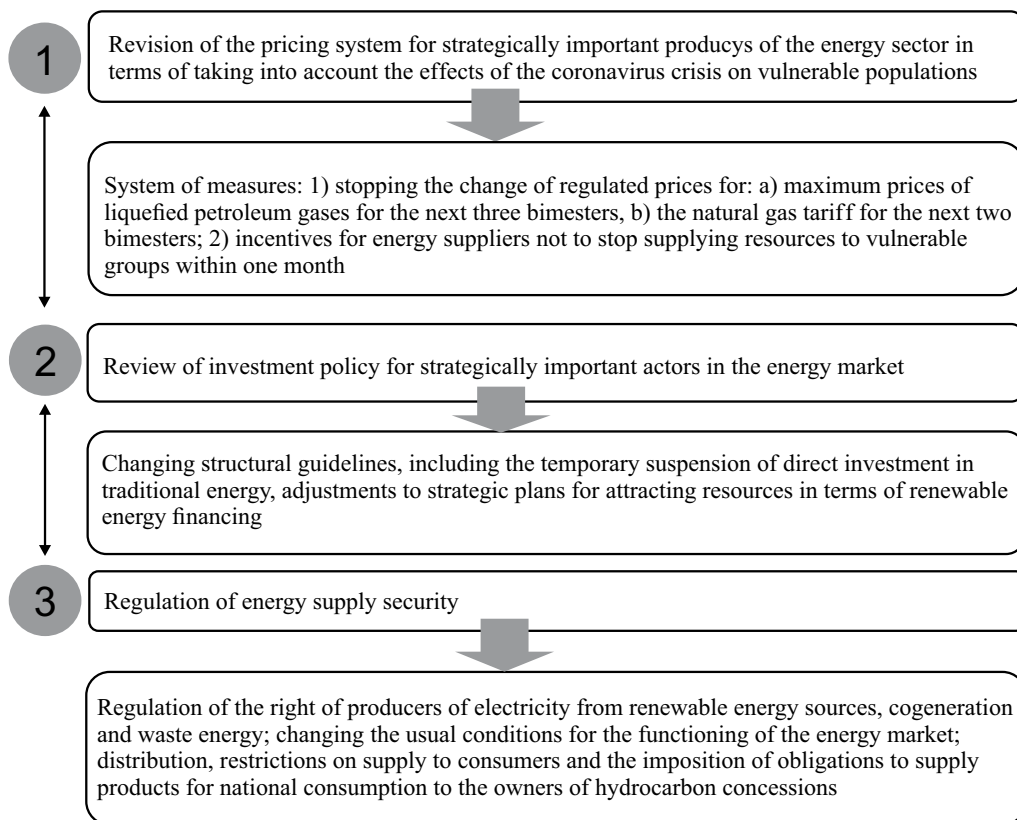 1
Revision of the pricing system for strategically important producys of the energy sector in
terms of taking into account the effects of the coronavirus crisis on vulnerable populations
System of measures: 1) stopping the change of regulated prices for: a) maximum prices of
liquefied petroleum gases for the next three bimesters, b) the natural gas tariff for the next two
bimesters; 2) incentives for energy suppliers not to stop supplying resources to vulnerable
groups within one month
2
Review of investment policy for strategically important actors in the energy market
Changing structural guidelines, including the temporary suspension of direct investment in
traditional energy, adjustments to strategic plans for attracting resources in terms of renewable
energy financing
3
Regulation of energy supply security
Regulation of the right of producers of electricity from renewable energy sources, cogeneration
and waste energy; changing the usual conditions for the functioning of the energy market;
distribution, restrictions on supply to consumers and the imposition of obligations to supply
products for national consumption to the owners of hydrocarbon concessions